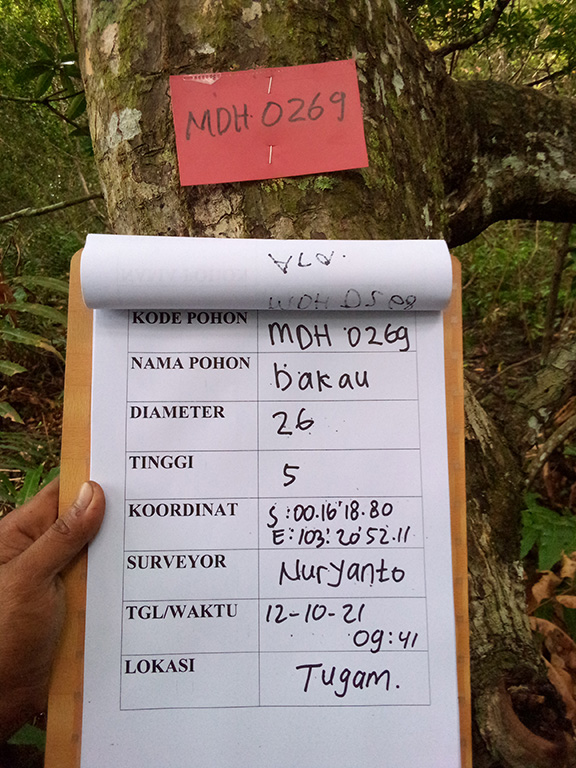 MDH 0269
KODE POHON MDH 0269
NAMA POHON bakau
DIAMETER 26
TINGGI 5
KOORDINAT S : 00.16'18.80
E : 103: 20'52.11
SURVEYOR Nuryanto
TGL/WAKTU 12-10-21
09:41
LOKASI Tugam.